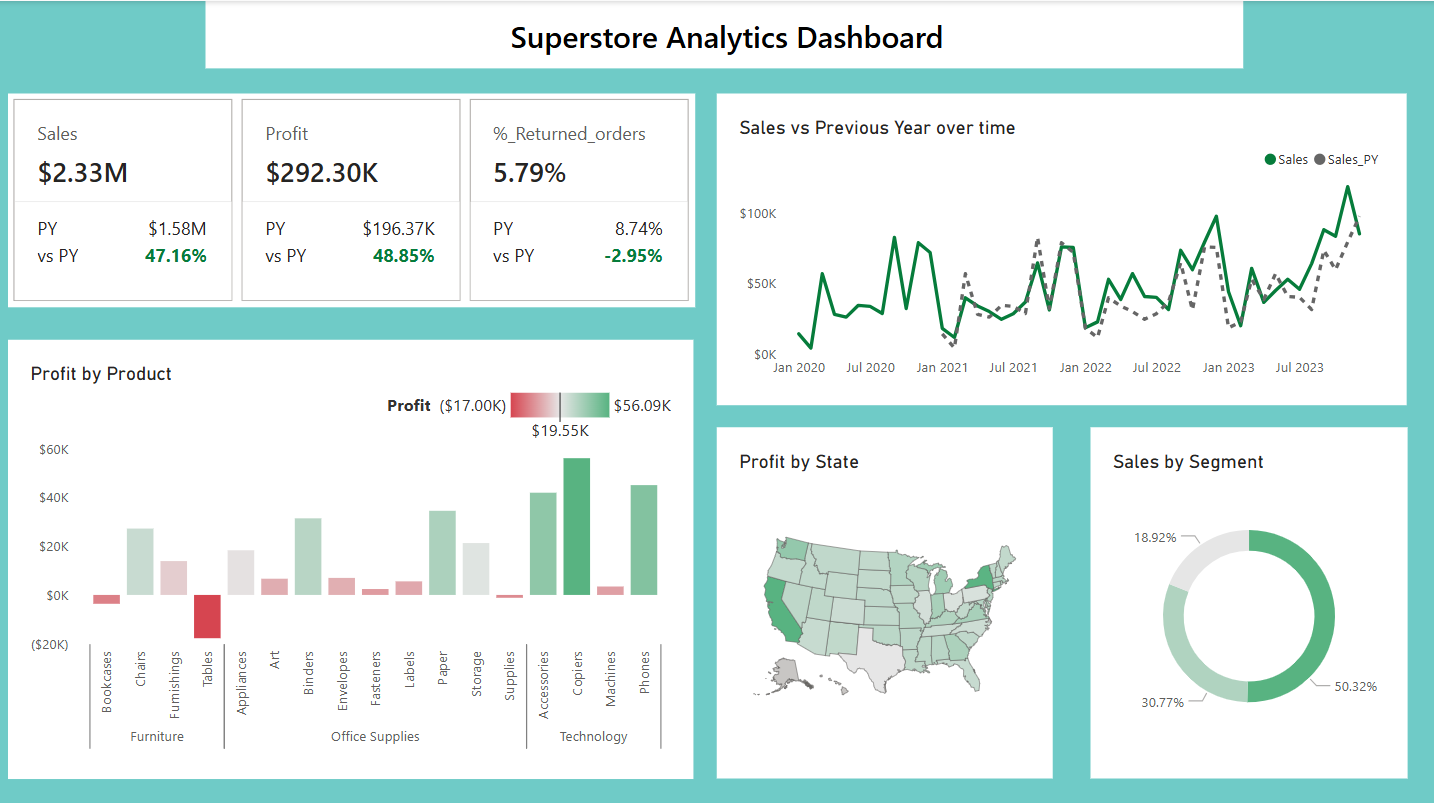 Superstore Analytics Dashboard
Sales
$2.33M
PY $1.58M
vs PY 47.16%
Profit
$292.30K
PY $196.37K
vs PY 48.85%
%_Returned_orders
5.79%
PY 8.74%
vs PY -2.95%
Sales vs Previous Year over time
Sales Sales_PY
$100K
$50K
$0K
Jan 2020 Jul 2020 Jan 2021 Jul 2021 Jan 2022 Jul 2022 Jan 2023 Jul 2023
Profit by Product
Profit ($17.00K) $56.09K
$19.55K
$60K
$40K
$20K
$0K
($20K)
Bookcases
Chairs
Furnishings
Tables
Appliances
Art
Binders
Envelopes
Fasteners
Labels
Paper
Storage
Supplies
Accessories
Copiers
Machines
Phones
Furniture Office Supplies Technology
Profit by State
Sales by Segment
18.92%
30.77%
50.32%